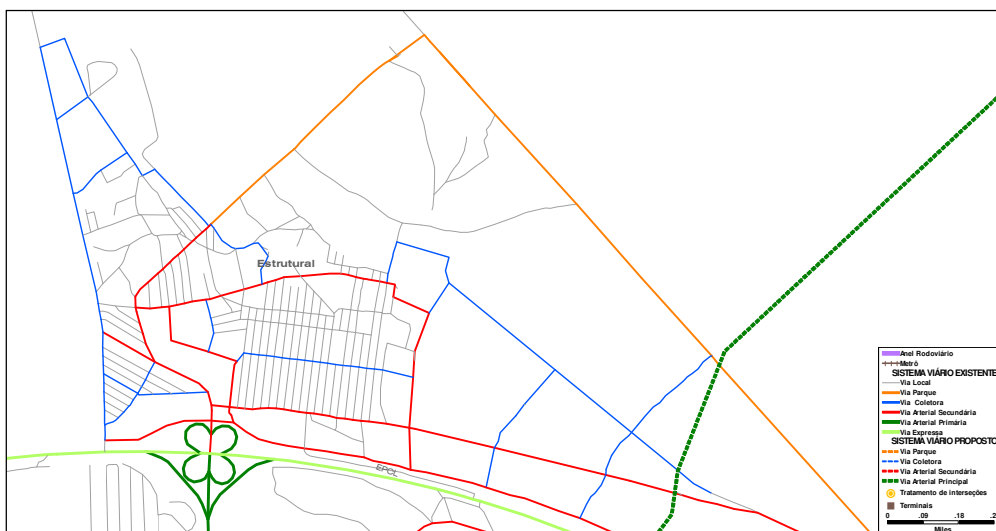 Estrutural
EPCL
Anel Rodoviário
Metrô
SISTEMA VIÁRIO EXISTENTE
Via Local
Via Parque
Via Coletora
Via Arterial Secundária
Via Arterial Primária
Via Expressa
SISTEMA VIÁRIO PROPOSTO
Via Parque
Via Coletora
Via Arterial Secundária
Via Arterial Principal
Tratamento de interseções
Terminais
0 .09 .18 .2
Miles